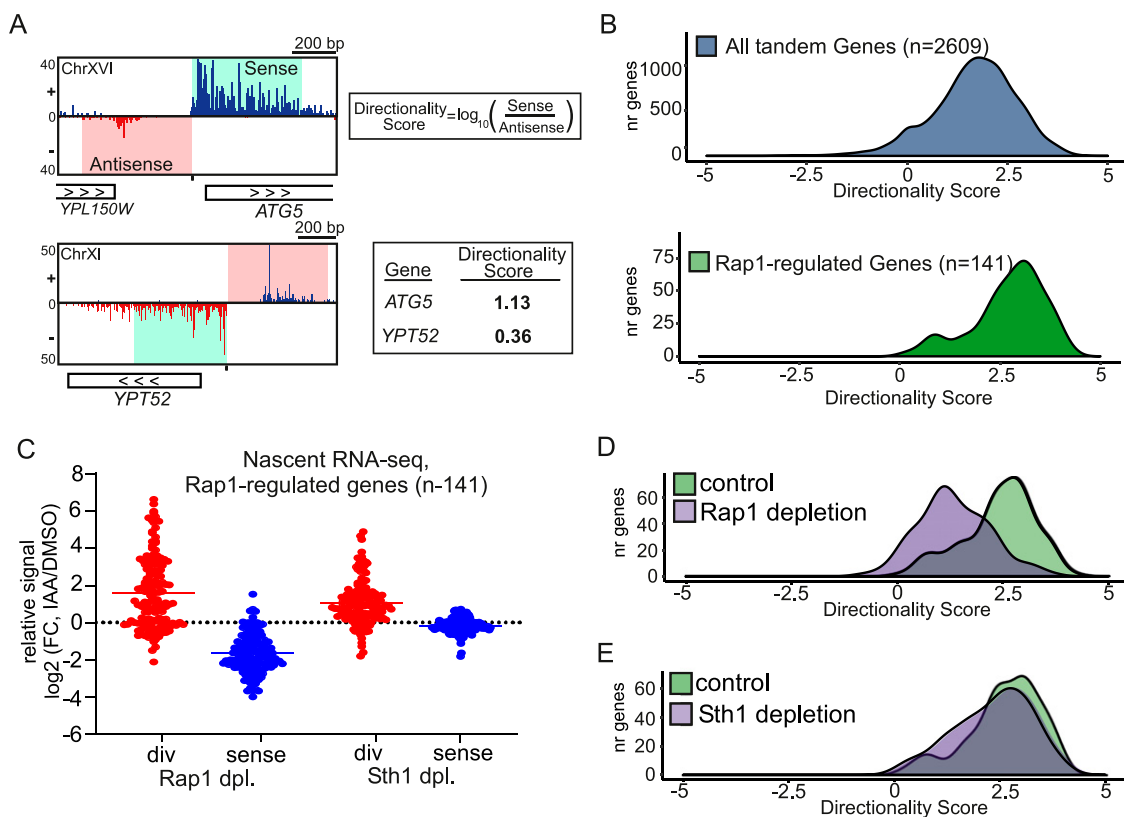 A
200 bp
40
ChrXVI
Sense
+
0
-
Antisense
40
> > >
YPL150W
> > >
ATG5
Directionality Score =log10(Sense/Antisense)
200 bp
50
ChrXI
+
0
-
50
< < <
YPT52
Gene Directionality Score
ATG5 1.13
YPT52 0.36
B
All tandem Genes (n=2609)
1000
500
0
nr genes
-5 -2.5 0 2.5 5
Directionality Score
Rap1-regulated Genes (n=141)
75
50
25
0
nr genes
-5 -2.5 0 2.5 5
Directionality Score
C
Nascent RNA-seq,
Rap1-regulated genes (n-141)
8
6
4
2
0
-2
-4
-6
relative signal
log2 (FC, IAA/DMSO)
div sense div sense
Rap1 dpl. Sth1 dpl.
D
control
Rap1 depletion
60
40
20
0
nr genes
-5 -2.5 0 2.5 5
Directionality Score
E
control
Sth1 depletion
60
40
20
0
nr genes
-5 -2.5 0 2.5 5
Directionality Score